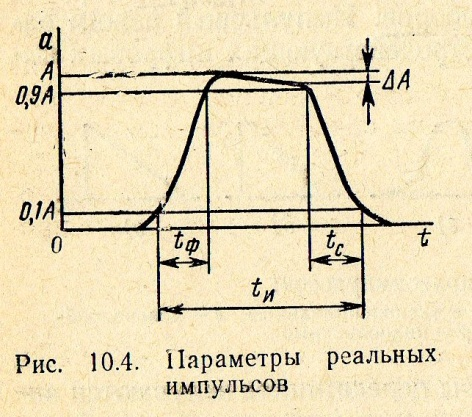 a
A
ΔA
0,9A
0,1A
0
tф
tс
t
tи
Рис. 10.4. Параметры реальных
импульсов